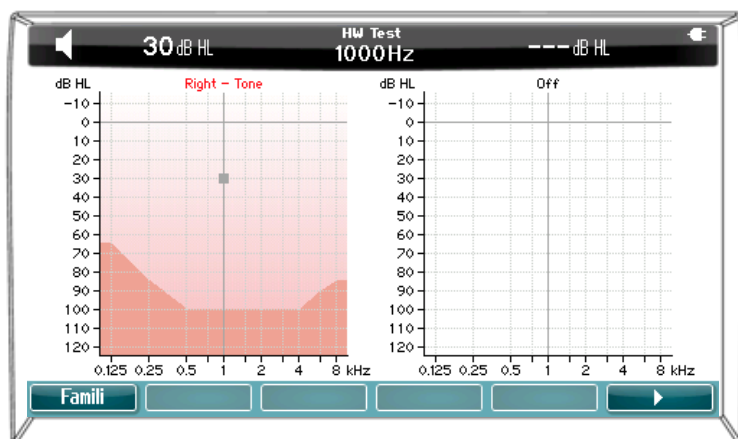 HW Test
30 dB HL 1000Hz ---dB HL
dB HL Right - Tone dB HL Off
-10 -10
0 0
10 10
20 20
30 30
40 40
50 50
60 60
70 70
80 80
90 90
100 100
110 110
120 120
0.125 0.25 0.5 1 2 4 8 kHz 0.125 0.25 0.5 1 2 4 8 kHz
Famili